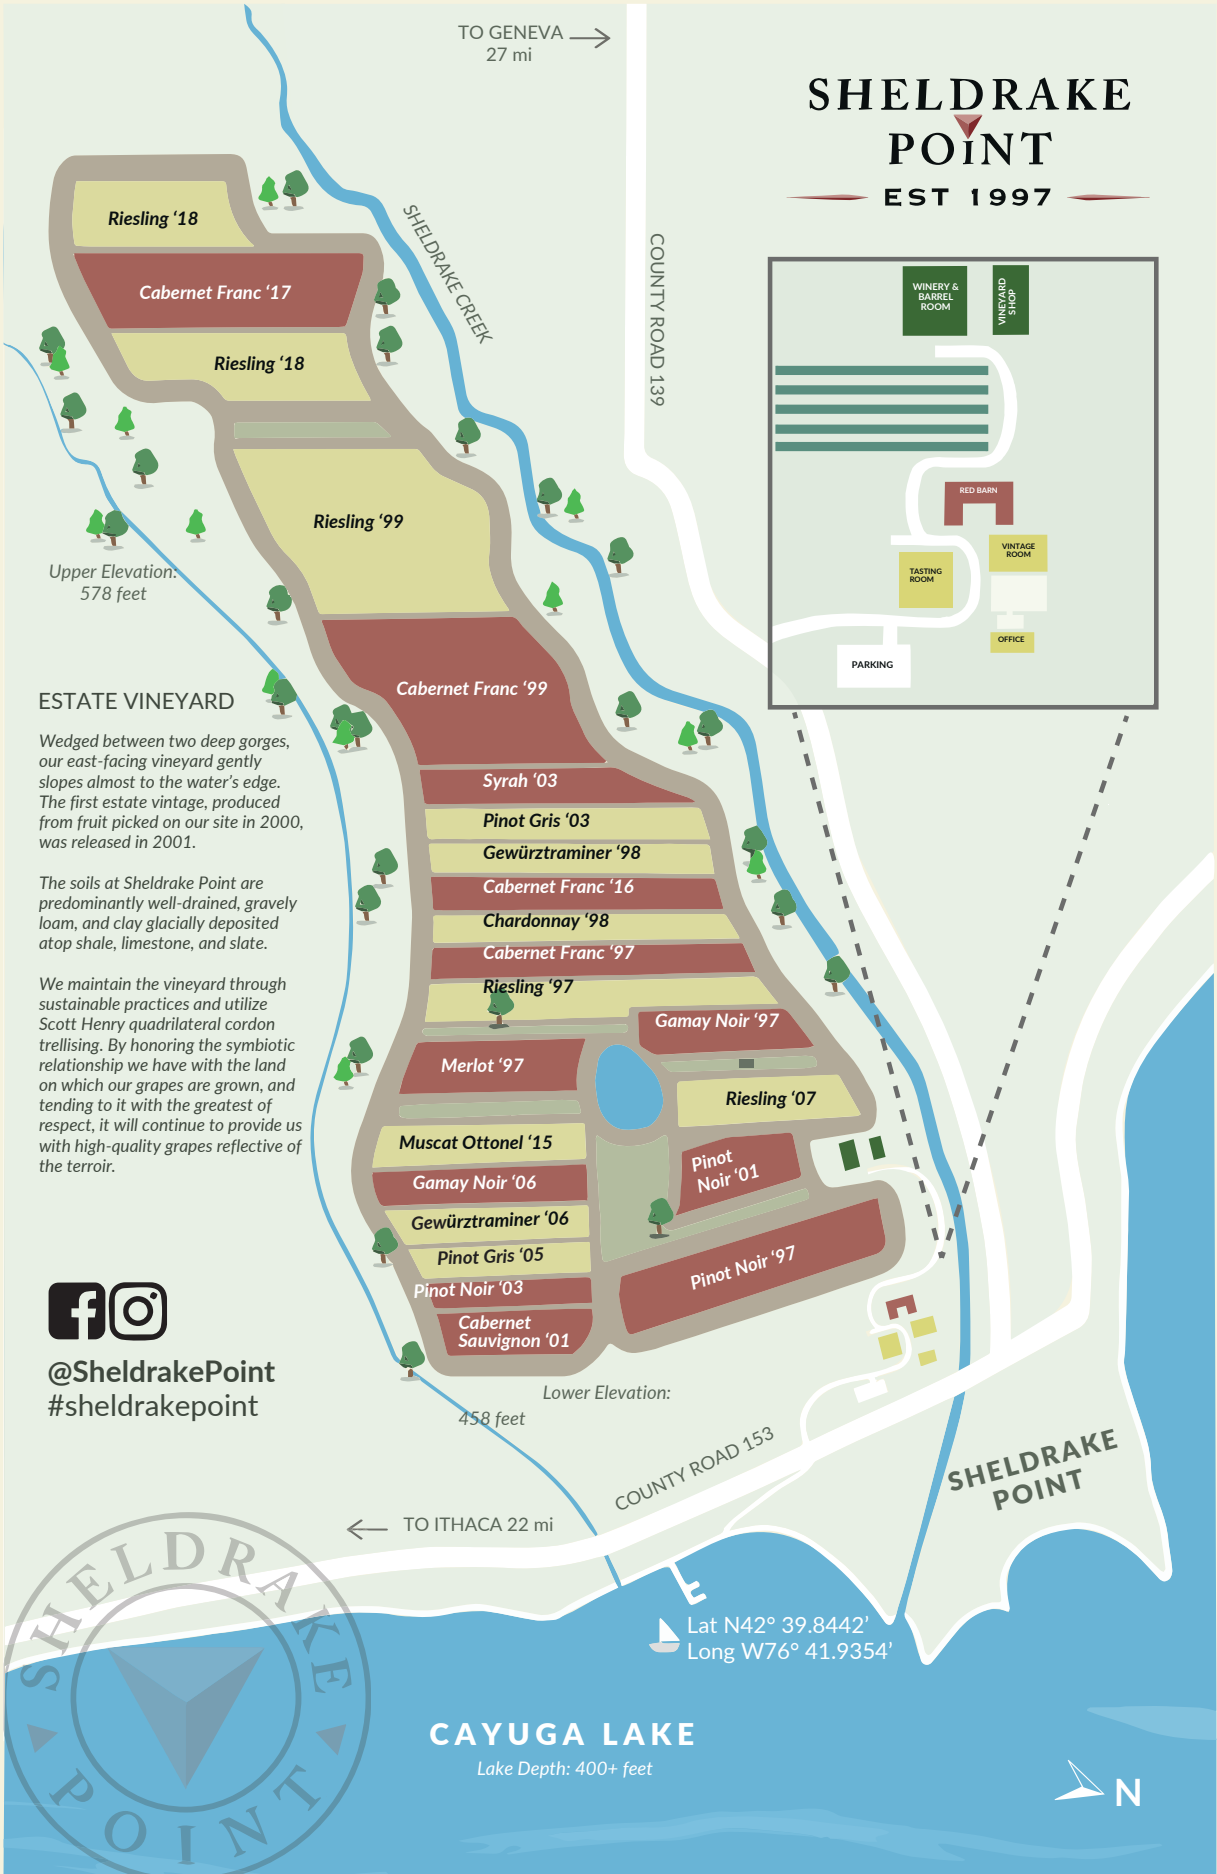 TO GENEVA
27 mi
SHELDRAKE
POINT
EST 1997
SHELDRAKE CREEK
COUNTY ROAD 139
WINERY &
BARREL
ROOM
VINEYARD
SHOP
RED BARN
VINTAGE
ROOM
TASTING
ROOM
OFFICE
PARKING
Riesling ‘18
Cabernet Franc ‘17
Riesling ‘18
Riesling ‘99
Upper Elevation:
578 feet
Cabernet Franc ‘99
Syrah ‘03
Pinot Gris ‘03
Gewürztraminer ‘98
Cabernet Franc ‘16
Chardonnay ‘98
Cabernet Franc ‘97
Riesling ‘97
Gamay Noir ‘97
Merlot ‘97
Riesling ‘07
Muscat Ottonel ‘15
Pinot
Noir ‘01
Gamay Noir ‘06
Gewürztraminer ‘06
Pinot Gris ‘05
Pinot Noir ‘97
Pinot Noir ‘03
Cabernet
Sauvignon ‘01
ESTATE VINEYARD
Wedged between two deep gorges,
our east-facing vineyard gently
slopes almost to the water’s edge.
The first estate vintage, produced
from fruit picked on our site in 2000,
was released in 2001.
The soils at Sheldrake Point are
predominantly well-drained, gravely
loam, and clay glacially deposited
atop shale, limestone, and slate.
We maintain the vineyard through
sustainable practices and utilize
Scott Henry quadrilateral cordon
trellising. By honoring the symbiotic
relationship we have with the land
on which our grapes are grown, and
tending to it with the greatest of
respect, it will continue to provide us
with high-quality grapes reflective of
the terroir.
@SheldrakePoint
#sheldrakepoint
Lower Elevation:
458 feet
COUNTY ROAD 153
SHELDRAKE
POINT
TO ITHACA 22 mi
Lat N42° 39.8442’
Long W76° 41.9354’
CAYUGA LAKE
Lake Depth: 400+ feet
N
SHELDRAKE
POINT